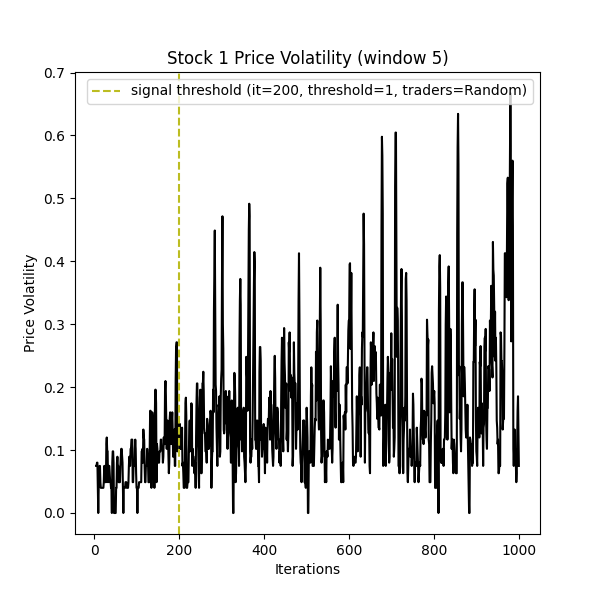 Stock 1 Price Volatility (window 5)
signal threshold (it=200, threshold=1, traders=Random)
0.7
0.6
0.5
0.4
0.3
0.2
0.1
0.0
Price Volatility
0 200 400 600 800 1000
Iterations